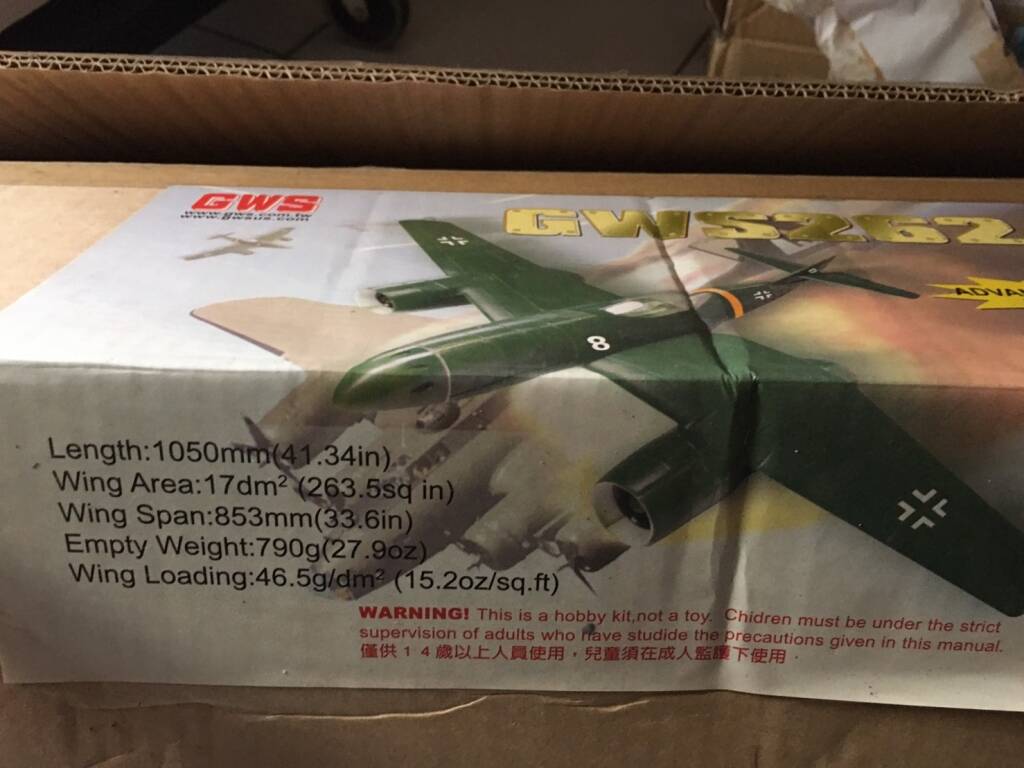 GWS
www.gws.com.tw
www.gwsus.com
GWS262
8
Length:1050mm(41.34in)
Wing Area:17dm² (263.5sq in)
Wing Span:853mm(33.6in)
Empty Weight:790g(27.9oz)
Wing Loading:46.5g/dm² (15.2oz/sq.ft)
WARNING! This is a hobby kit,not a toy. Chidren must be under the strict
supervision of adults who have studide the precautions given in this manual.
僅供14歲以上人員使用，兒童須在成人監護下使用